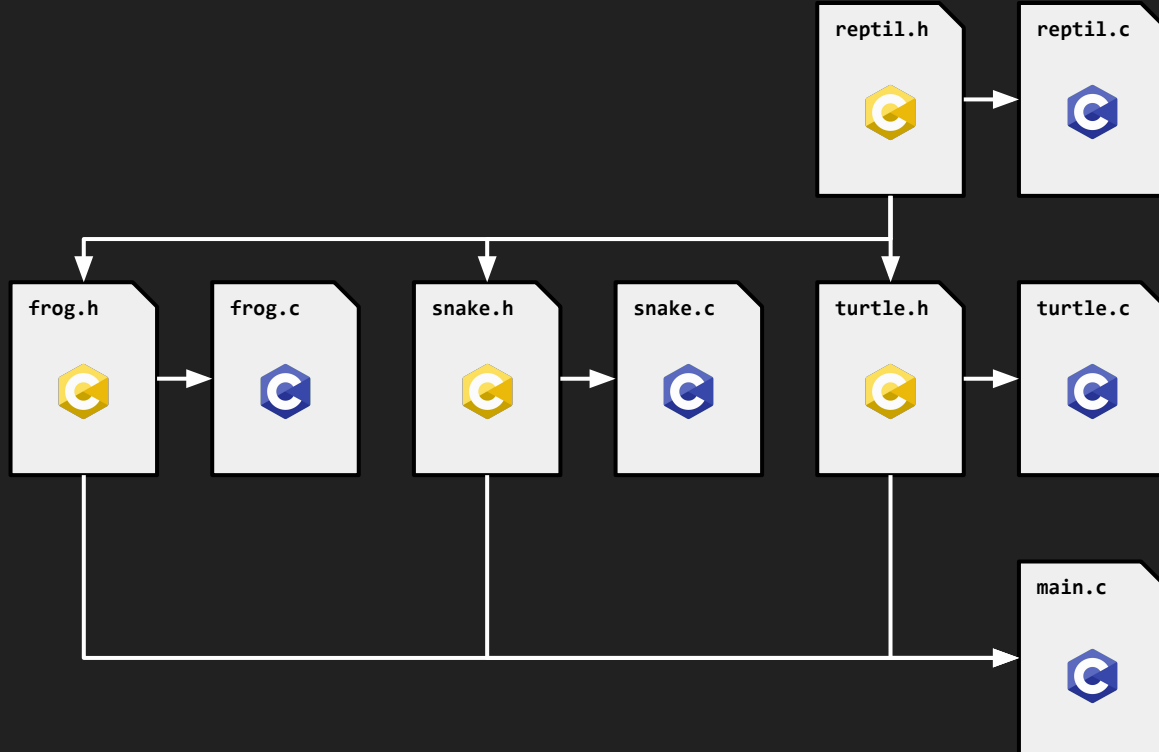 reptil.h
reptil.c
frog.h
frog.c
snake.h
snake.c
turtle.h
turtle.c
main.c